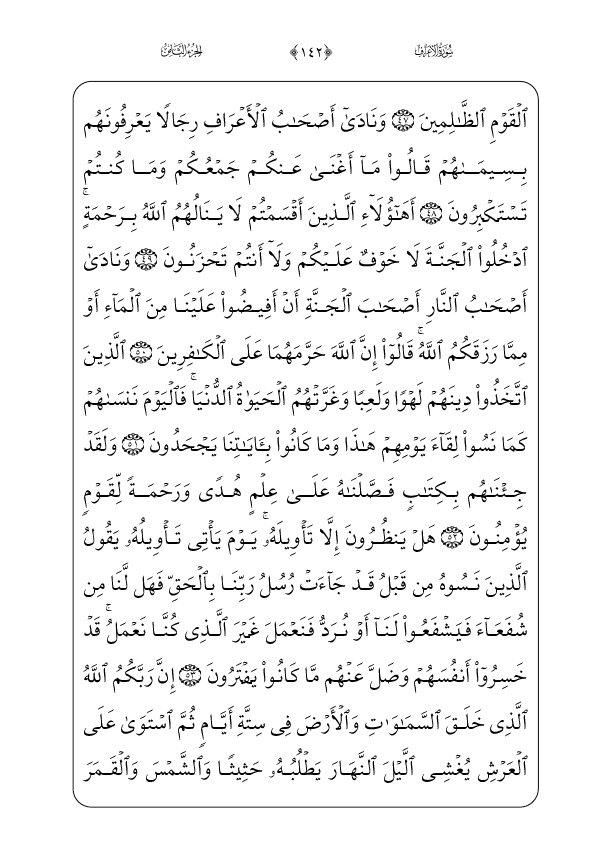 سُورَةُ الأَعْرَافِ ﴿١٤٢﴾ الجُزْءُ الثَّامِنُ
ٱلۡقَوۡمِ ٱلظَّـٰلِمِينَ ٤٧ وَنَادَىٰٓ أَصۡحَـٰبُ ٱلۡأَعۡرَافِ رِجَالًا يَعۡرِفُونَهُم
بِسِيمَـٰهُمۡ قَالُواْ مَآ أَغۡنَىٰ عَنكُمۡ جَمۡعُكُمۡ وَمَا كُنتُمۡ
تَسۡتَكۡبِرُونَ ٤٨ أَهَـٰٓؤُلَآءِ ٱلَّذِينَ أَقۡسَمۡتُمۡ لَا يَنَالُهُمُ ٱللَّهُ بِرَحۡمَةٍۚ
ٱدۡخُلُواْ ٱلۡجَنَّةَ لَا خَوۡفٌ عَلَيۡكُمۡ وَلَآ أَنتُمۡ تَحۡزَنُونَ ٤٩ وَنَادَىٰٓ
أَصۡحَـٰبُ ٱلنَّارِ أَصۡحَـٰبَ ٱلۡجَنَّةِ أَنۡ أَفِيضُواْ عَلَيۡنَا مِنَ ٱلۡمَآءِ أَوۡ
مِمَّا رَزَقَكُمُ ٱللَّهُۚ قَالُوٓاْ إِنَّ ٱللَّهَ حَرَّمَهُمَا عَلَى ٱلۡكَـٰفِرِينَ ٥٠ ٱلَّذِينَ
ٱتَّخَذُواْ دِينَهُمۡ لَهۡوًا وَلَعِبًا وَغَرَّتۡهُمُ ٱلۡحَيَوٰةُ ٱلدُّنۡيَاۚ فَٱلۡيَوۡمَ نَنسَىٰهُمۡ
كَمَا نَسُواْ لِقَآءَ يَوۡمِهِمۡ هَـٰذَا وَمَا كَانُواْ بِـَٔايَـٰتِنَا يَجۡحَدُونَ ٥١ وَلَقَدۡ
جِئۡنَـٰهُم بِكِتَـٰبٍ فَصَّلۡنَـٰهُ عَلَىٰ عِلۡمٍ هُدًى وَرَحۡمَةً لِّقَوۡمٍ
يُؤۡمِنُونَ ٥٢ هَلۡ يَنظُرُونَ إِلَّا تَأۡوِيلَهُۥۚ يَوۡمَ يَأۡتِى تَأۡوِيلُهُۥ يَقُولُ
ٱلَّذِينَ نَسُوهُ مِن قَبۡلُ قَدۡ جَآءَتۡ رُسُلُ رَبِّنَا بِٱلۡحَقِّ فَهَل لَّنَا مِن
شُفَعَآءَ فَيَشۡفَعُواْ لَنَآ أَوۡ نُرَدُّ فَنَعۡمَلَ غَيۡرَ ٱلَّذِى كُنَّا نَعۡمَلُۚ قَدۡ
خَسِرُوٓاْ أَنفُسَهُمۡ وَضَلَّ عَنۡهُم مَّا كَانُواْ يَفۡتَرُونَ ٥٣ إِنَّ رَبَّكُمُ ٱللَّهُ
ٱلَّذِى خَلَقَ ٱلسَّمَـٰوَٰتِ وَٱلۡأَرۡضَ فِى سِتَّةِ أَيَّامٍ ثُمَّ ٱسۡتَوَىٰ عَلَى
ٱلۡعَرۡشِ يُغۡشِى ٱلَّيۡلَ ٱلنَّهَارَ يَطۡلُبُهُۥ حَثِيثًا وَٱلشَّمۡسَ وَٱلۡقَمَرَ